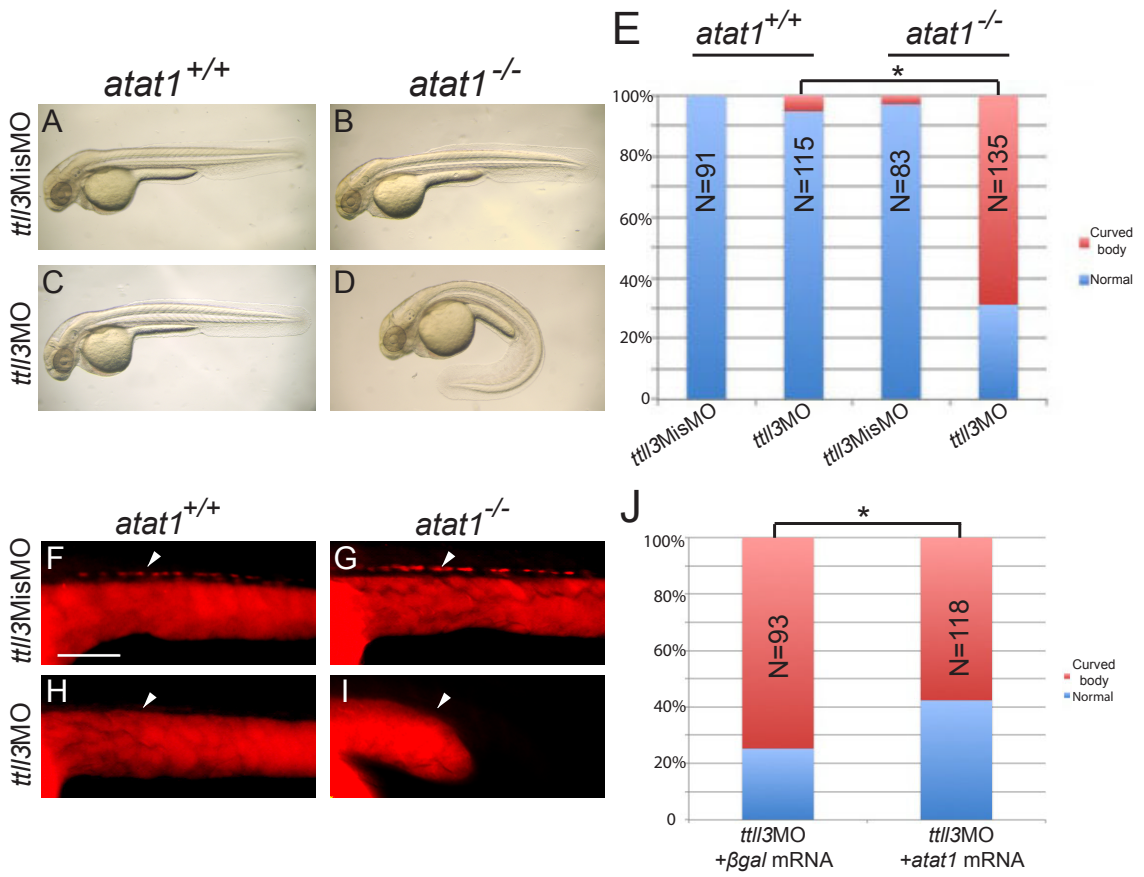 atat1+/+
atat1-/-
ttll3MisMO
A
B
ttll3MO
C
D
E
atat1+/+
atat1-/-
*
100%
80%
60%
40%
20%
0
N=91
N=115
N=83
N=135
Curved
body
Normal
ttll3MisMO
ttll3MO
ttll3MisMO
ttll3MO
atat1+/+
atat1-/-
ttll3MisMO
F
G
ttll3MO
H
I
J
*
100%
80%
60%
40%
20%
0
N=93
N=118
Curved
body
Normal
ttll3MO
+βgal mRNA
ttll3MO
+atat1 mRNA